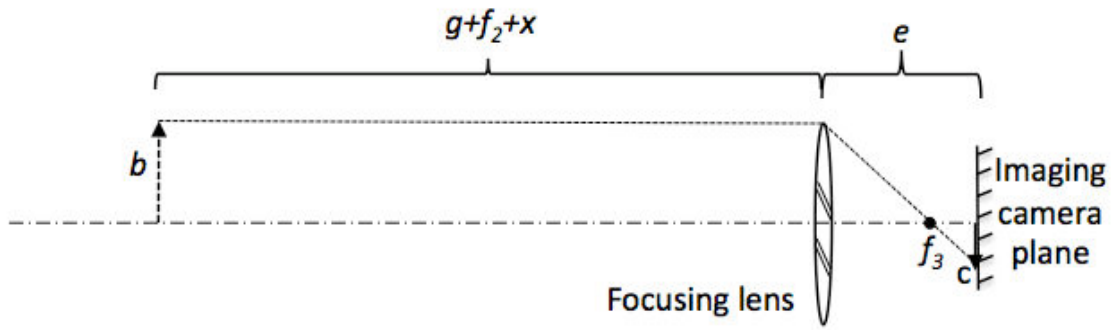 g+f₂+x
e
b
Imaging
camera
plane
f₃
c
Focusing lens